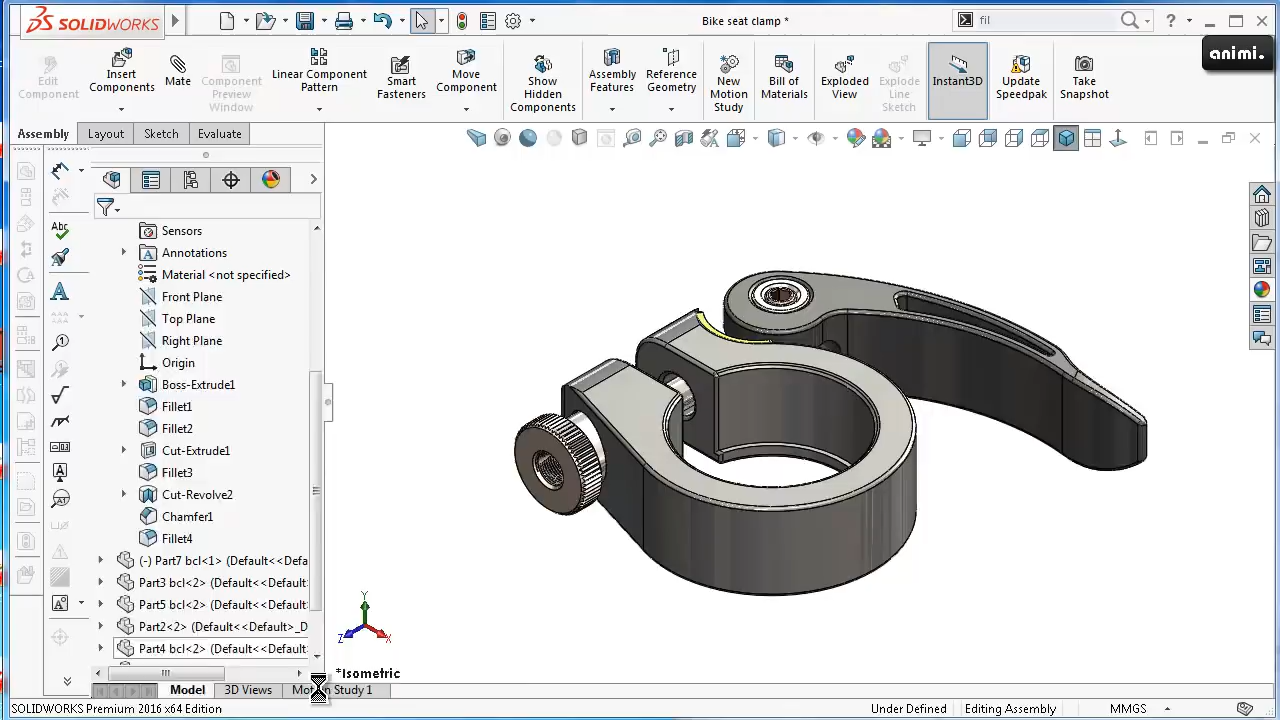 SOLIDWORKS
Bike seat clamp *
fil
?
animi.
Edit Component
Insert Components
Mate
Component Preview Window
Linear Component Pattern
Smart Fasteners
Move Component
Show Hidden Components
Assembly Features
Reference Geometry
New Motion Study
Bill of Materials
Exploded View
Explode Line Sketch
Instant3D
Update Speedpak
Take Snapshot
Assembly
Layout
Sketch
Evaluate
Abc
Sensors
Annotations
Material <not specified>
Front Plane
Top Plane
Right Plane
Origin
Boss-Extrude1
Fillet1
Fillet2
Cut-Extrude1
Fillet3
Cut-Revolve2
Chamfer1
Fillet4
(-) Part7 bcl<1> (Default<<Defa
Part3 bcl<2> (Default<<Default
Part5 bcl<2> (Default<<Default
Part2<2> (Default<<Default>_D
Part4 bcl<2> (Default<<Default
Y
Z
X
*Isometric
Model
3D Views
Motion Study 1
SOLIDWORKS Premium 2016 x64 Edition
Under Defined
Editing Assembly
MMGS